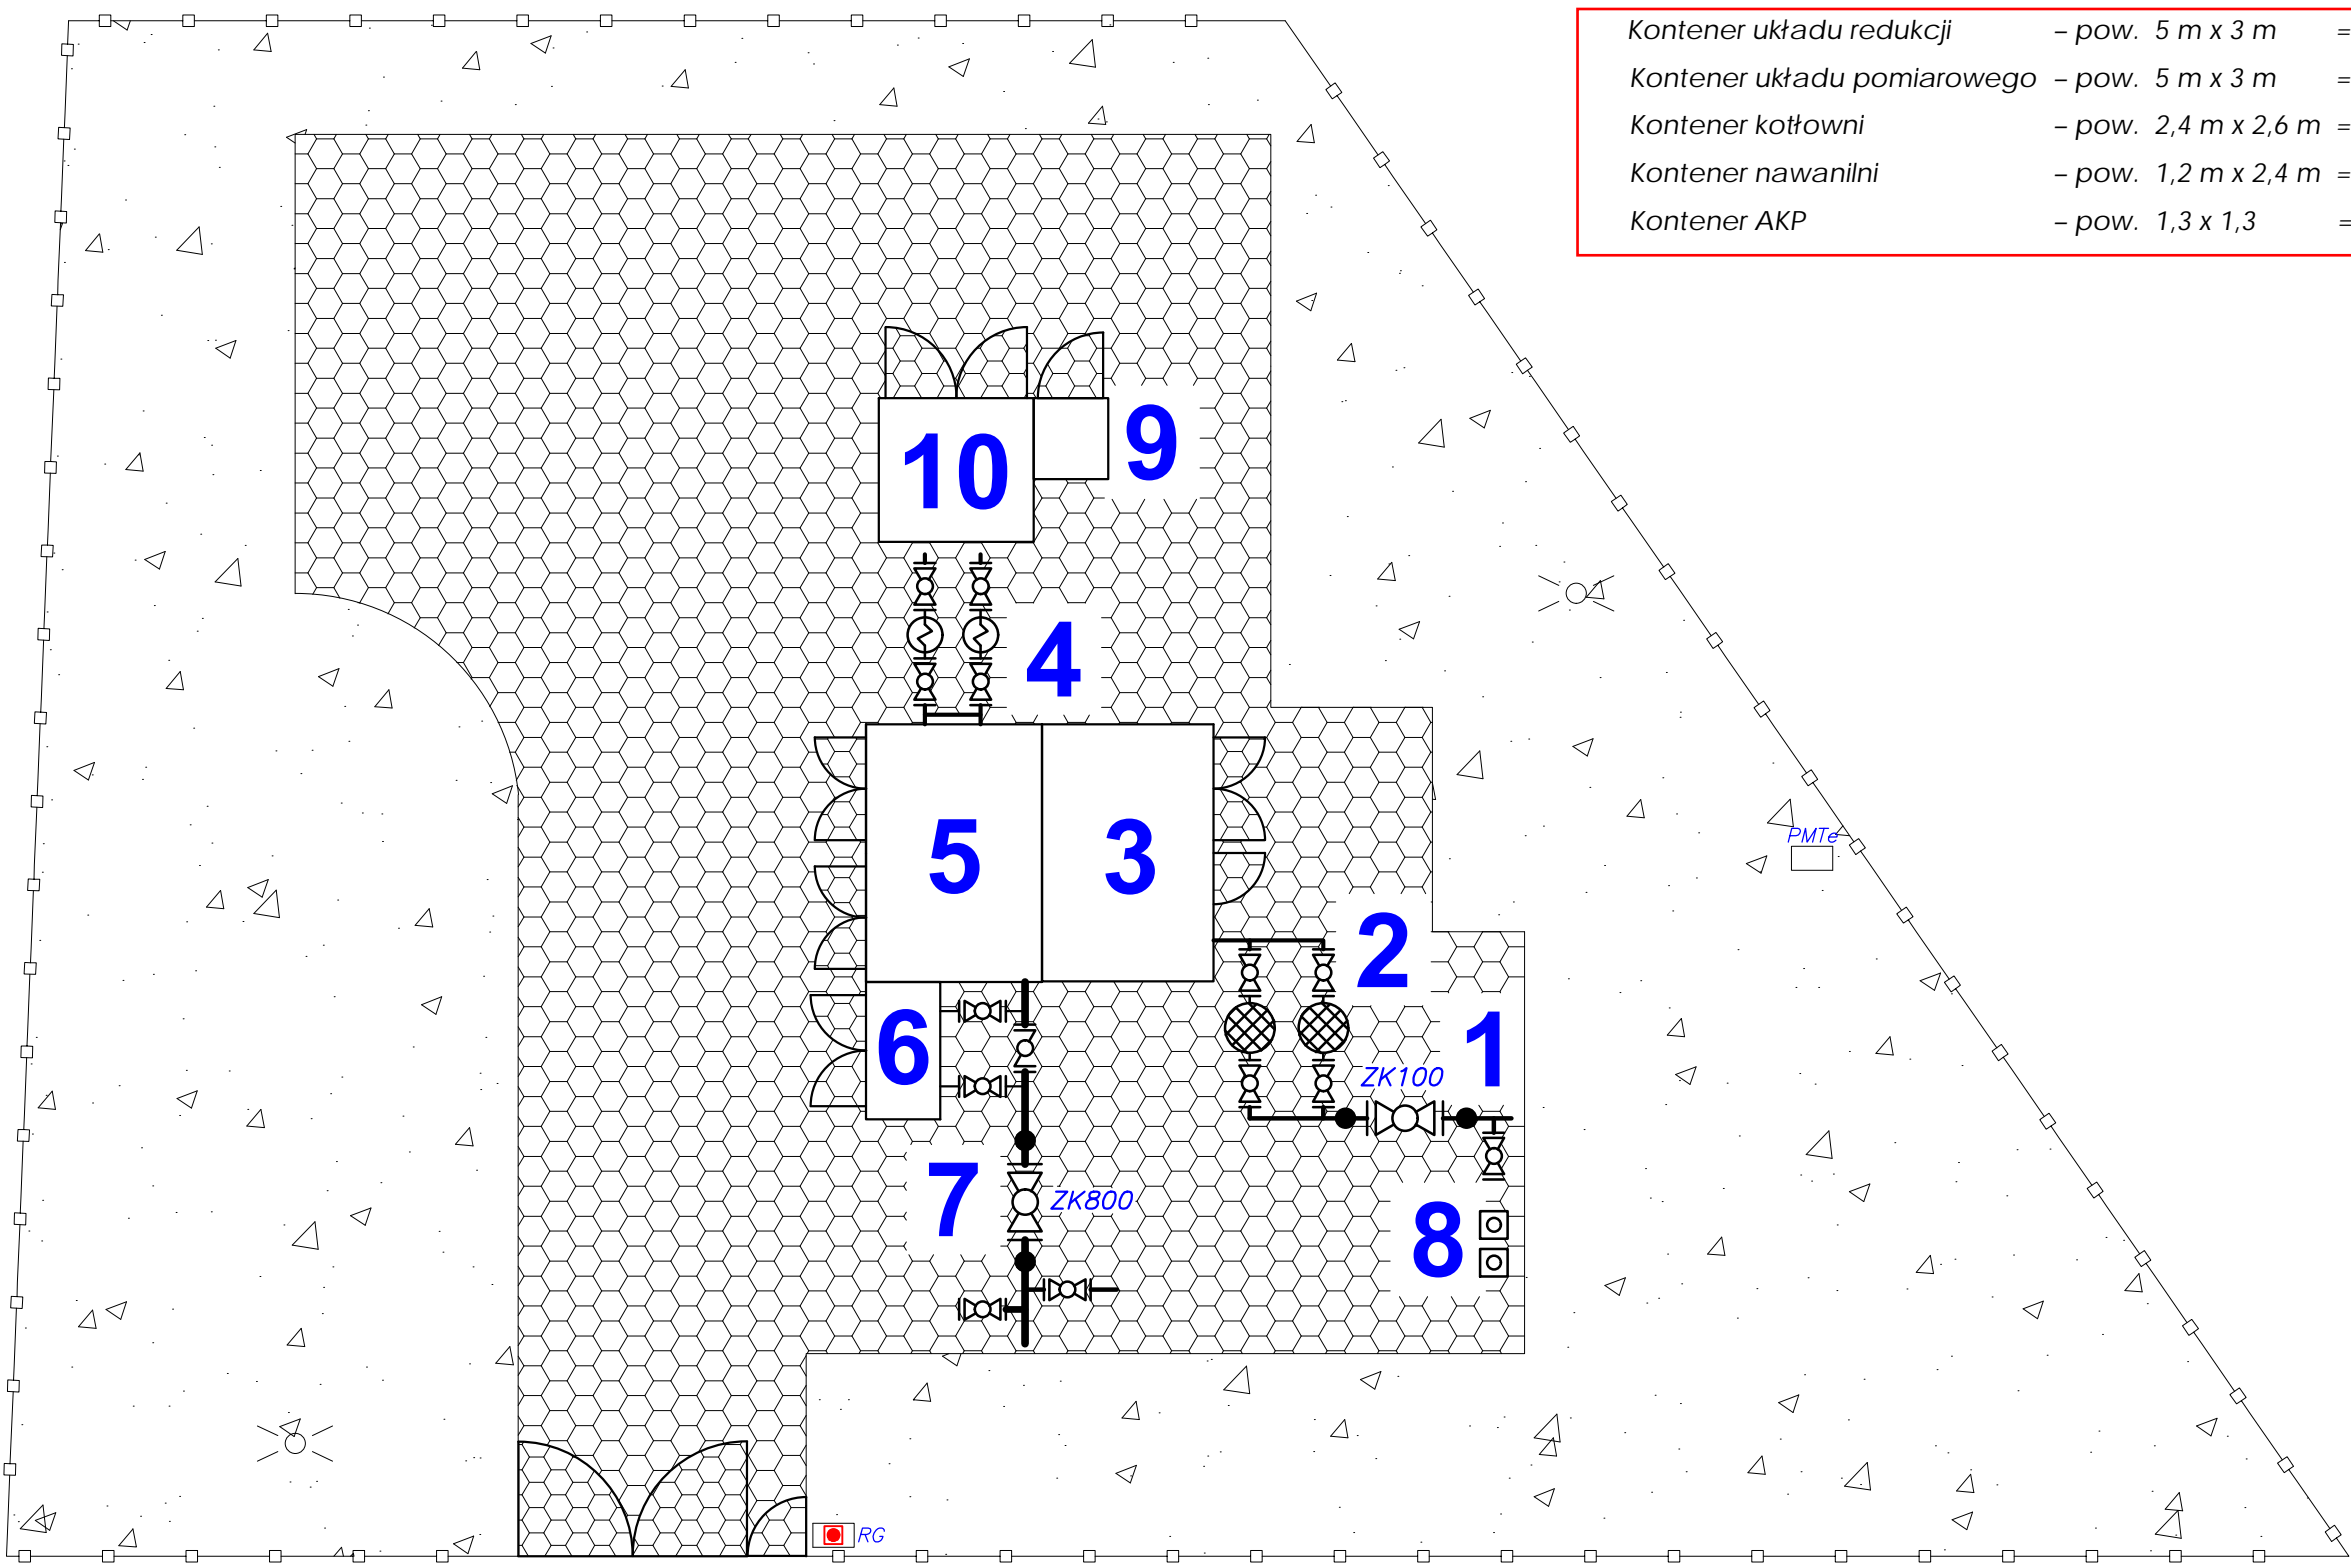 Kontener układu redukcji – pow. 5 m x 3 m =
Kontener układu pomiarowego – pow. 5 m x 3 m =
Kontener kotłowni – pow. 2,4 m x 2,6 m =
Kontener nawanilni – pow. 1,2 m x 2,4 m =
Kontener AKP – pow. 1,3 x 1,3 =
9
10
4
PMTe
5
3
2
6
1
ZK100
7
ZK800
8
RG